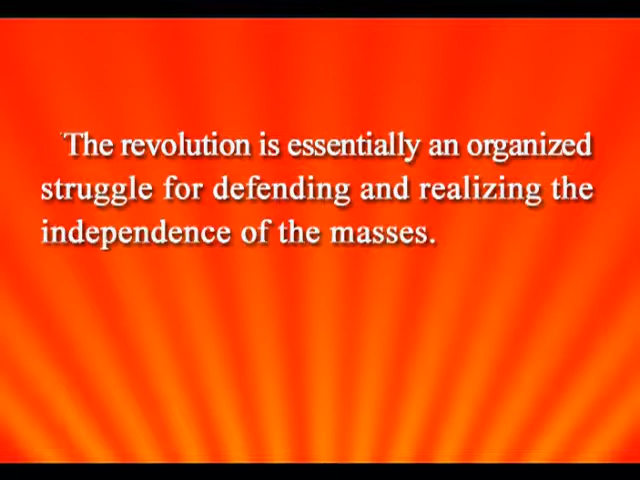 The revolution is essentially an organized
struggle for defending and realizing the
independence of the masses.